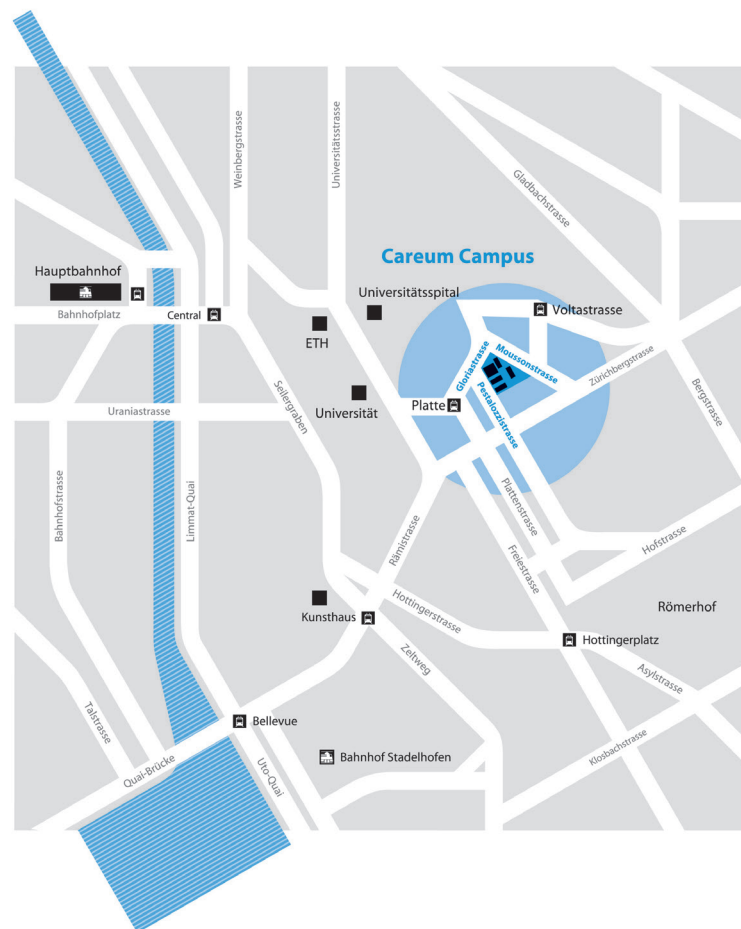 Weinbergstrasse
Universitätsstrasse
Gladbachstrasse
Careum Campus
Hauptbahnhof
Universitätsspital
Voltastrasse
Bahnhofplatz
Central
ETH
Gloriastrasse
Moussonstrasse
Zürichbergstrasse
Bergstrasse
Seilergraben
Universität
Platte
Pestalozzistrasse
Uraniastrasse
Bahnhofstrasse
Limmat-Quai
Rämistrasse
Plattenstrasse
Freiestrasse
Hofstrasse
Kunsthaus
Hottingerstrasse
Römerhof
Hottingerplatz
Zeltweg
Asylstrasse
Talstrasse
Bellevue
Quai-Brücke
Uto-Quai
Bahnhof Stadelhofen
Klosbachstrasse